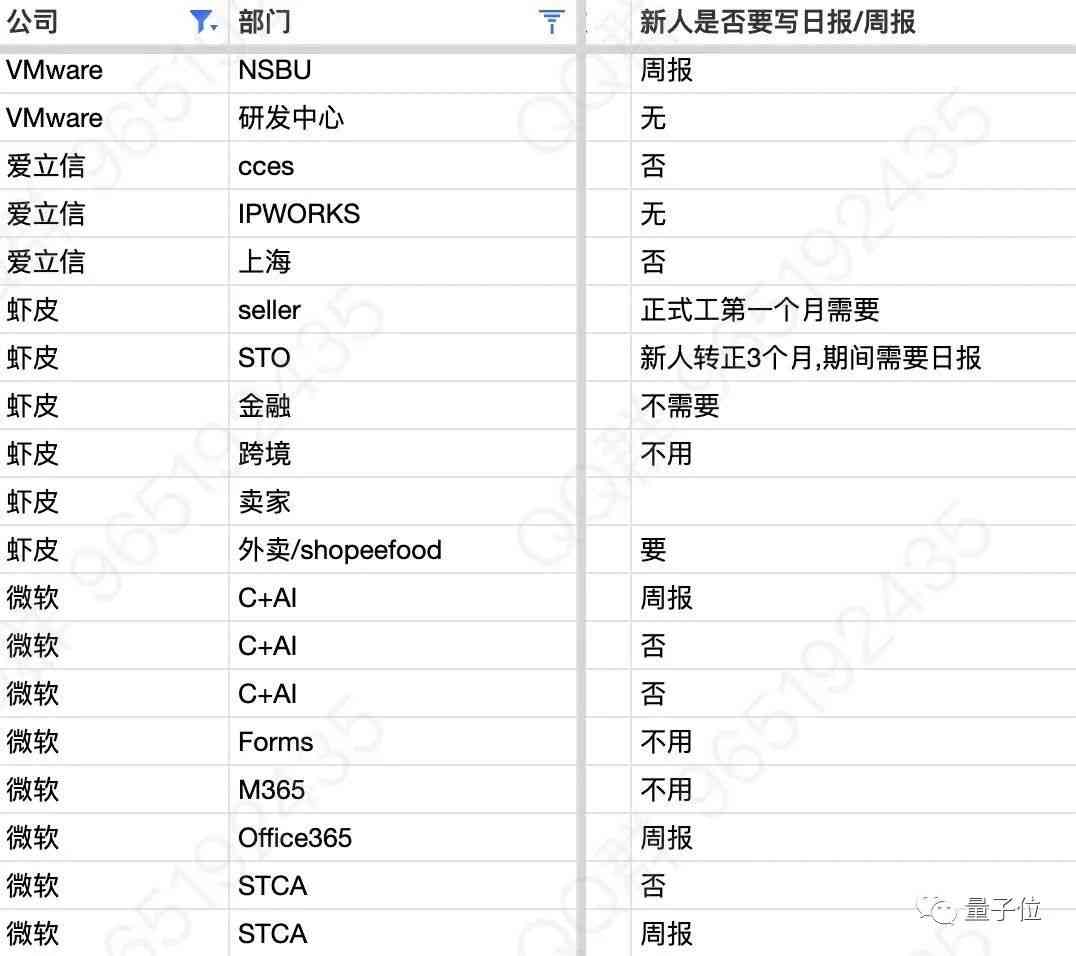 公司 部门 新人是否要写日报/周报
VMware NSBU 周报
VMware 研发中心 无
爱立信 cces 否
爱立信 IPWORKS 无
爱立信 上海 否
虾皮 seller 正式工第一个月需要
虾皮 STO 新人转正3个月,期间需要日报
虾皮 金融 不需要
虾皮 跨境 不用
虾皮 卖家
虾皮 外卖/shopeefood 要
微软 C+AI 周报
微软 C+AI 否
微软 C+AI 否
微软 Forms 不用
微软 M365 不用
微软 Office365 周报
微软 STCA 否
微软 STCA 周报
量子位
QQ群 965192435